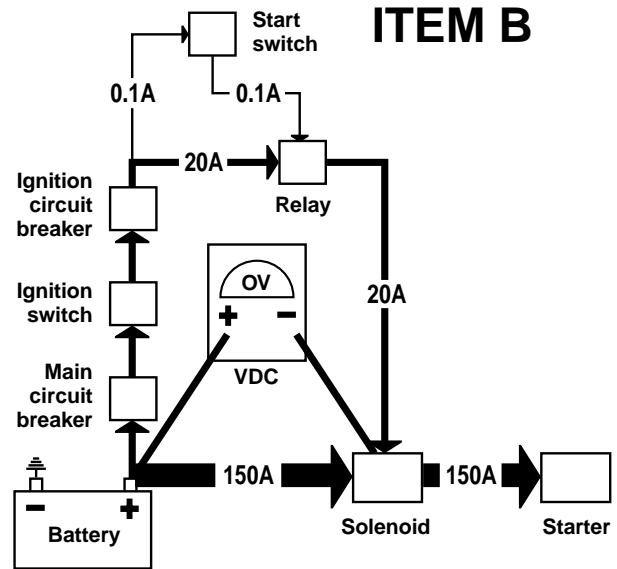 ITEM B
Start
switch
0.1A
0.1A
20A
Relay
Ignition
circuit
breaker
Ignition
switch
Main
circuit
breaker
OV
+ −
VDC
20A
150A
150A
− +
Battery
Solenoid
Starter